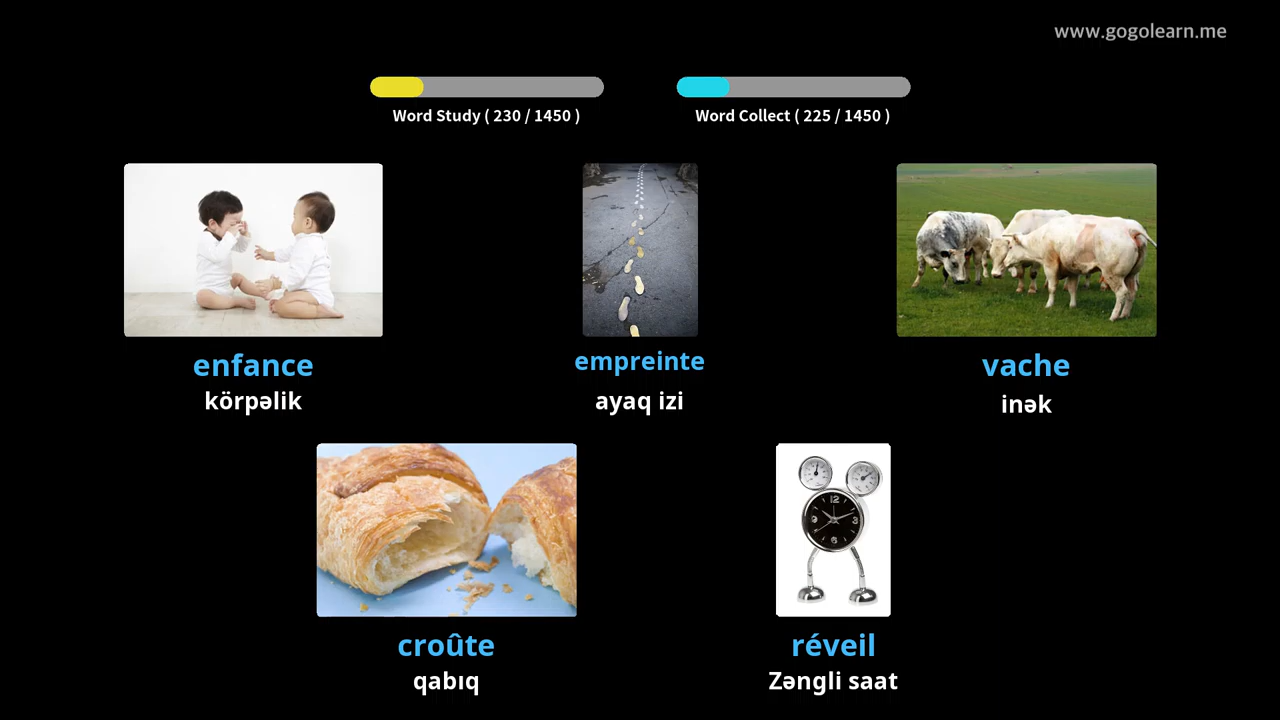 www.gogolearn.me
Word Study ( 230 / 1450 )
Word Collect ( 225 / 1450 )
enfance
körpəlik
empreinte
ayaq izi
vache
inək
croûte
qabıq
réveil
Zəngli saat